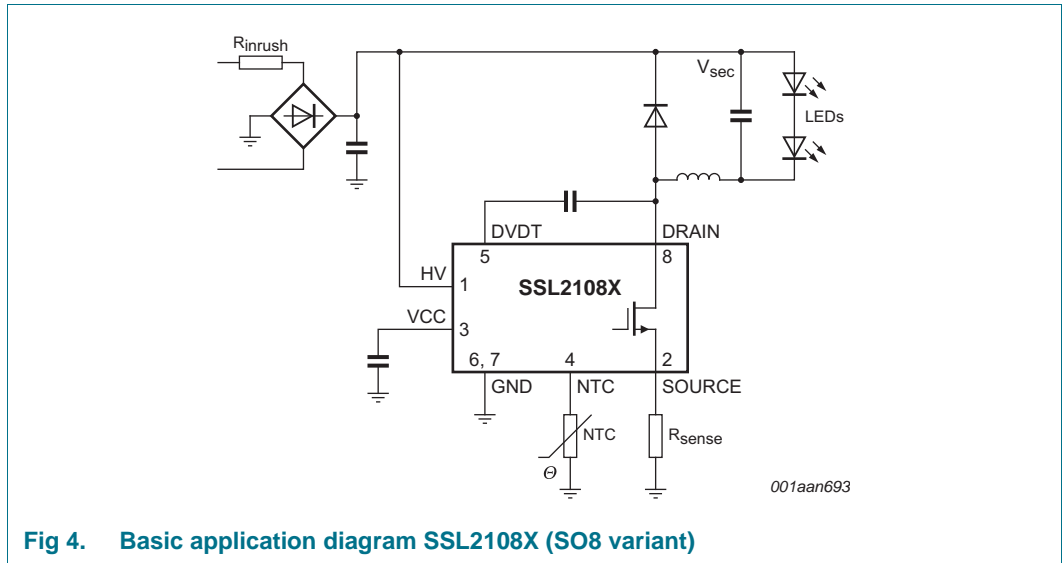 Rinrush
Vsec
LEDs
DVDT
DRAIN
5
8
HV
1
SSL2108X
VCC
3
6, 7
4
2
GND
NTC
SOURCE
NTC
Rsense
Θ
001aan693
Fig 4. Basic application diagram SSL2108X (SO8 variant)